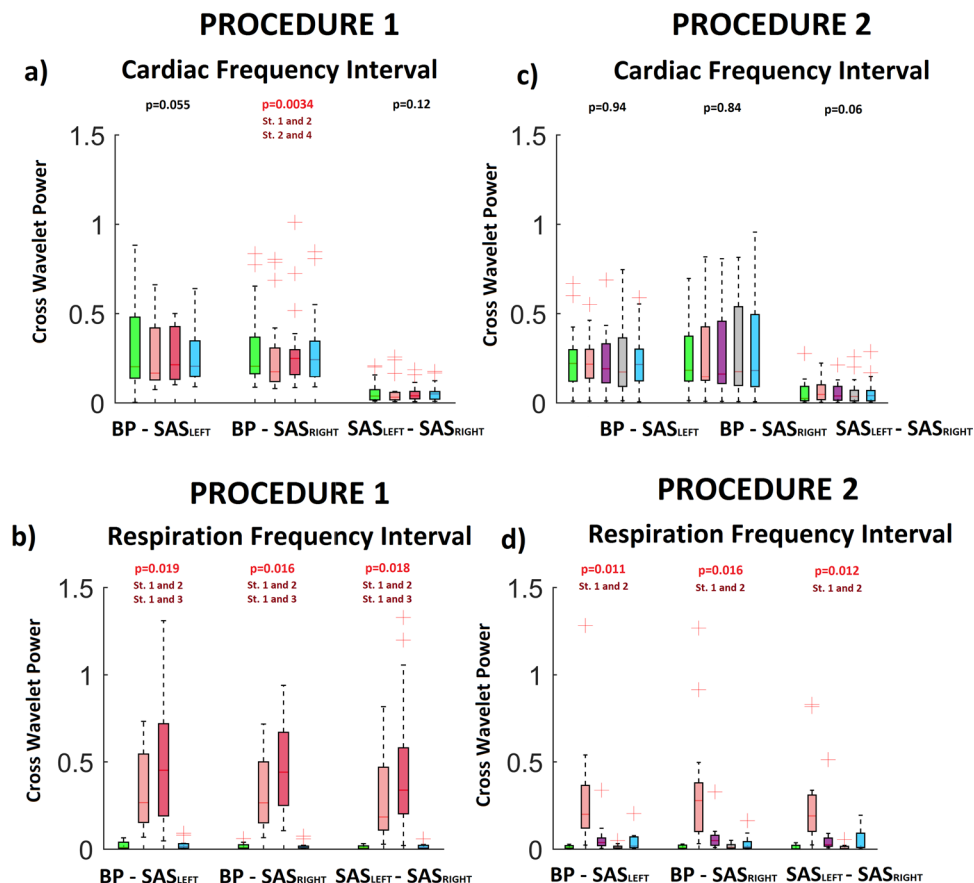 PROCEDURE 1
a) Cardiac Frequency Interval
p=0.055 p=0.0034 p=0.12
St. 1 and 2
St. 2 and 4
Cross Wavelet Power
1.5
1
0.5
0
BP - SASLEFT BP - SASRIGHT SASLEFT - SASRIGHT
PROCEDURE 2
c) Cardiac Frequency Interval
p=0.94 p=0.84 p=0.06
Cross Wavelet Power
1.5
1
0.5
0
BP - SASLEFT BP - SASRIGHT SASLEFT - SASRIGHT
PROCEDURE 1
b) Respiration Frequency Interval
p=0.019 p=0.016 p=0.018
St. 1 and 2 St. 1 and 2 St. 1 and 2
St. 1 and 3 St. 1 and 3 St. 1 and 3
Cross Wavelet Power
1.5
1
0.5
0
BP - SASLEFT BP - SASRIGHT SASLEFT - SASRIGHT
PROCEDURE 2
d) Respiration Frequency Interval
p=0.011 p=0.016 p=0.012
St. 1 and 2 St. 1 and 2 St. 1 and 2
Cross Wavelet Power
1.5
1
0.5
0
BP - SASLEFT BP - SASRIGHT SASLEFT - SASRIGHT